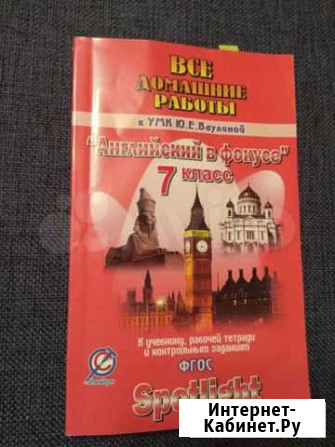 ВСЕ
ДОМАШНИЕ
РАБОТЫ
к УМК Ю.Е.Ваулиной
"Английский в фокусе"
7 класс
К учебнику, рабочей тетради
и контрольным заданиям
ФГОС
Spotlight
Интернет-
Кабинет.Ру